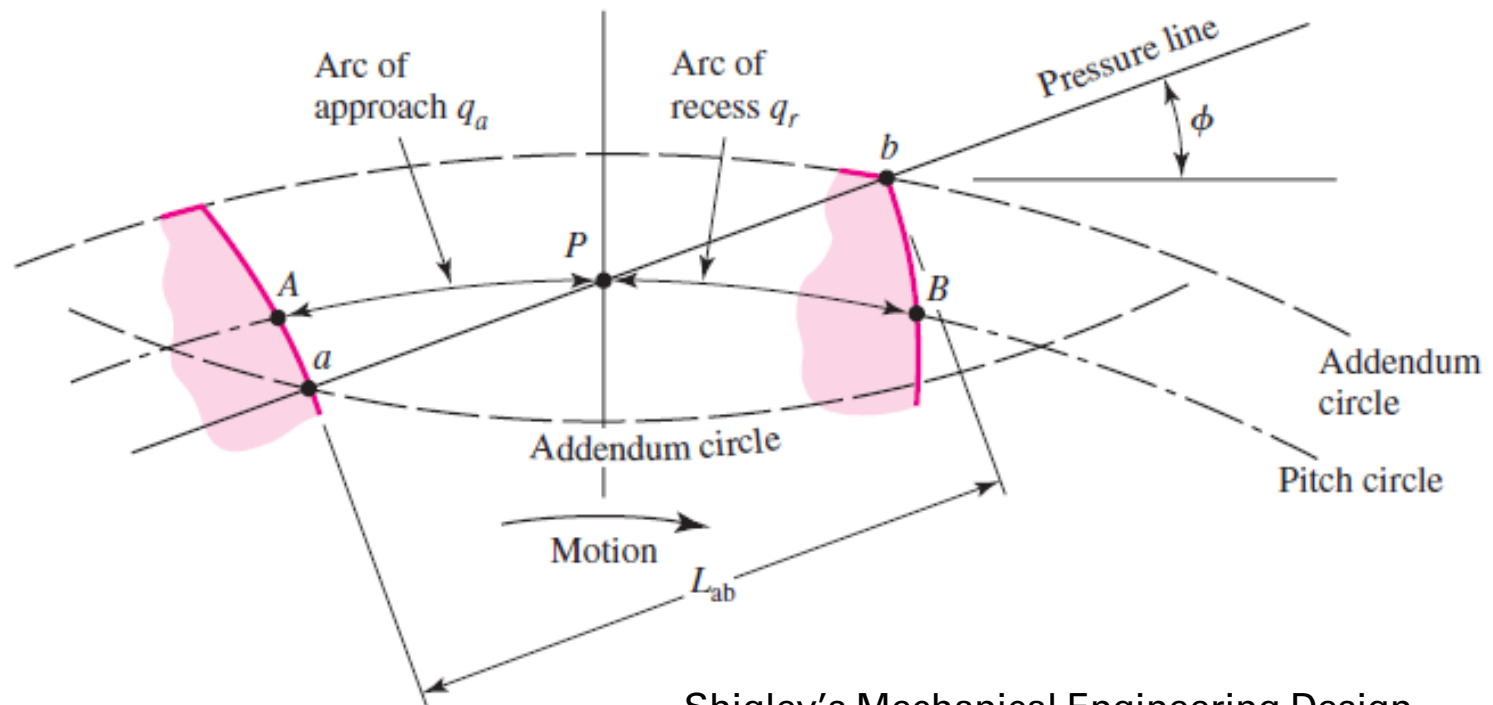 Arc of
approach qₐ
Arc of
recess qᵣ
Pressure line
ϕ
b
P
A
B
a
Addendum
circle
Addendum circle
Pitch circle
Motion
L_ab
Shigley's Mechanical Engineering Design